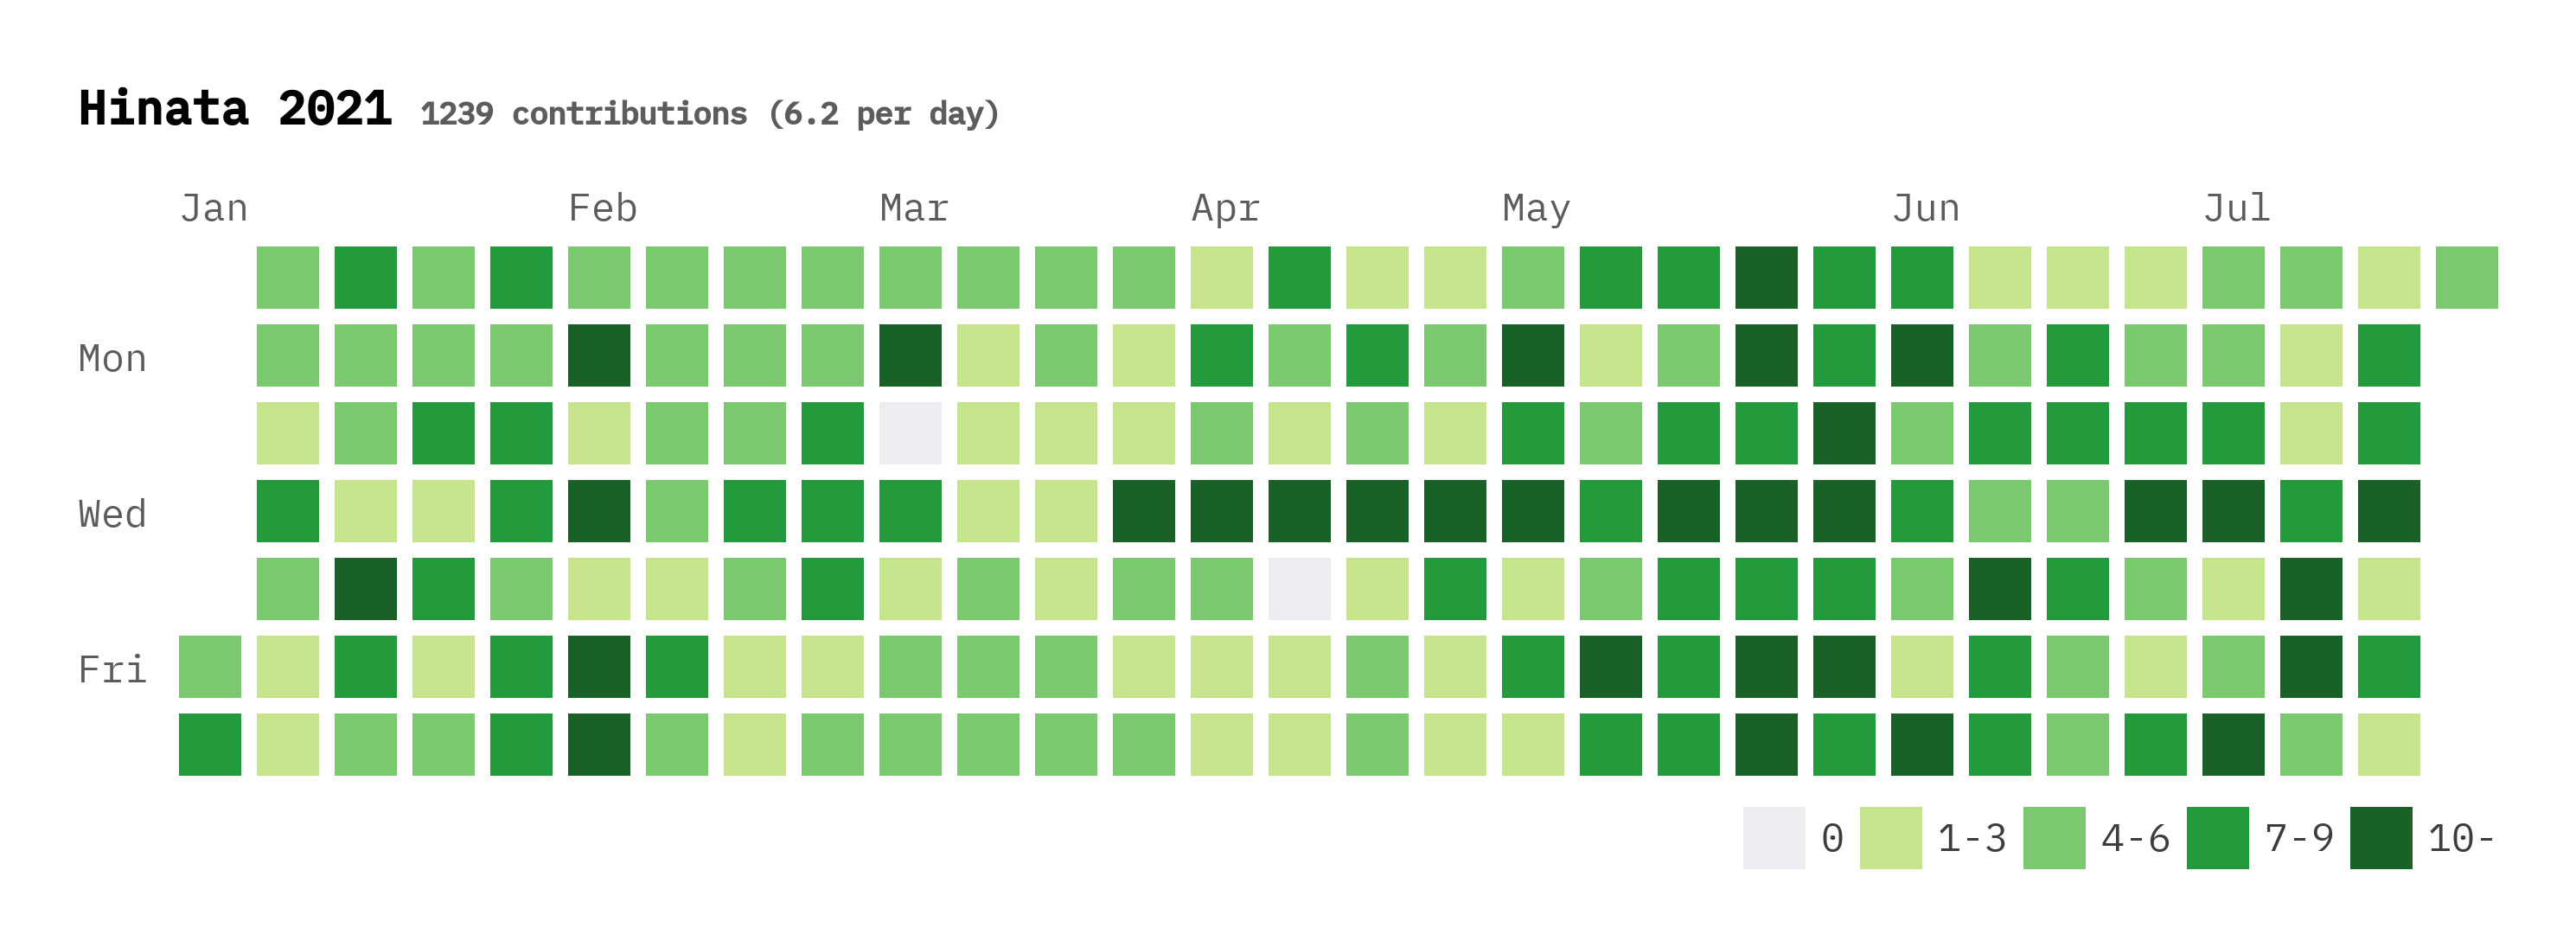 Hinata 2021 1239 contributions (6.2 per day)
Jan Feb Mar Apr May Jun Jul
Mon
Wed
Fri
0 1-3 4-6 7-9 10-